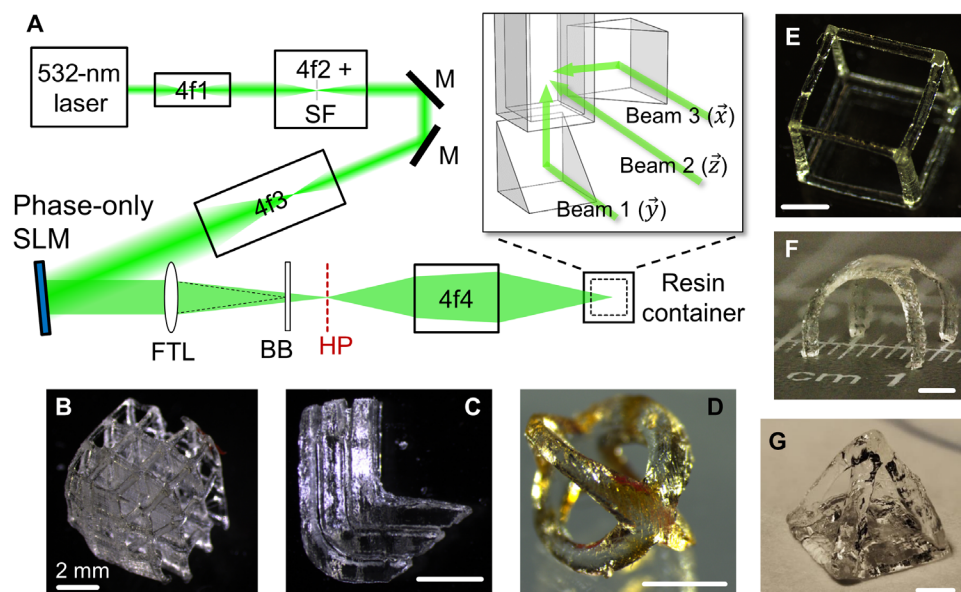 A
532-nm
laser
4f1
4f2 +
SF
M
M
4f3
Phase-only
SLM
FTL
BB
HP
4f4
Resin
container
Beam 3 (x⃗)
Beam 2 (z⃗)
Beam 1 (y⃗)
B
2 mm
C
D
E
F
cm 1
G